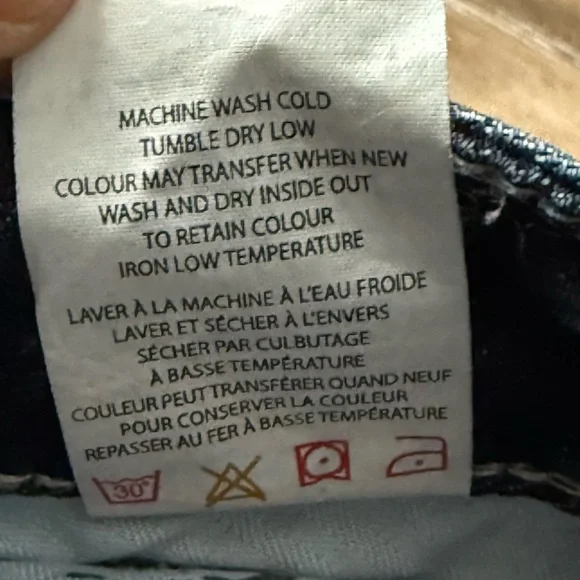 MACHINE WASH COLD
TUMBLE DRY LOW
COLOUR MAY TRANSFER WHEN NEW
WASH AND DRY INSIDE OUT
TO RETAIN COLOUR
IRON LOW TEMPERATURE
LAVER À LA MACHINE À L'EAU FROIDE
LAVER ET SÉCHER À L'ENVERS
SÉCHER PAR CULBUTAGE
À BASSE TEMPÉRATURE
COULEUR PEUT TRANSFÉRER QUAND NEUF
POUR CONSERVER LA COULEUR
REPASSER AU FER À BASSE TEMPÉRATURE
30°